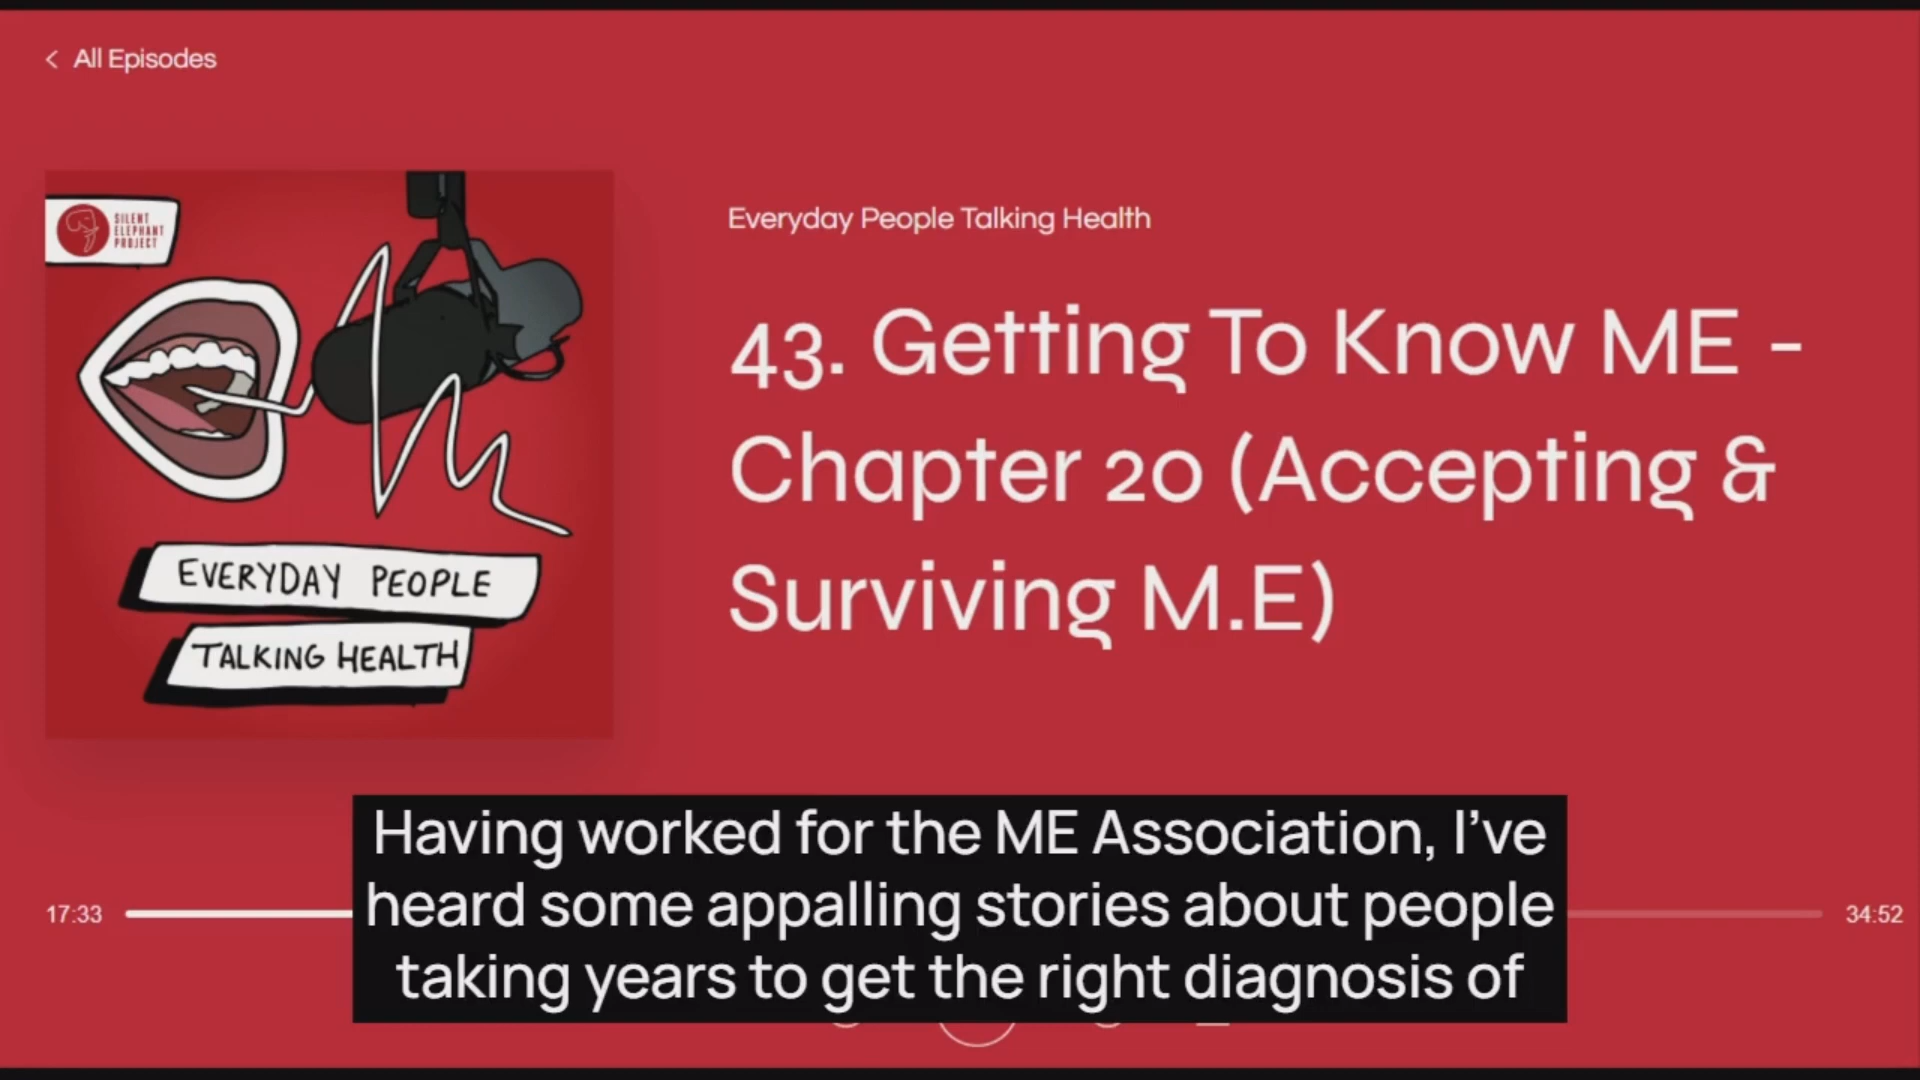 All Episodes
SILENT
ELEPHANT
PROJECT
EVERYDAY PEOPLE
TALKING HEALTH
Everyday People Talking Health
43. Getting To Know ME -
Chapter 20 (Accepting &
Surviving M.E)
Having worked for the ME Association, I've
heard some appalling stories about people
taking years to get the right diagnosis of
17:33
34:52